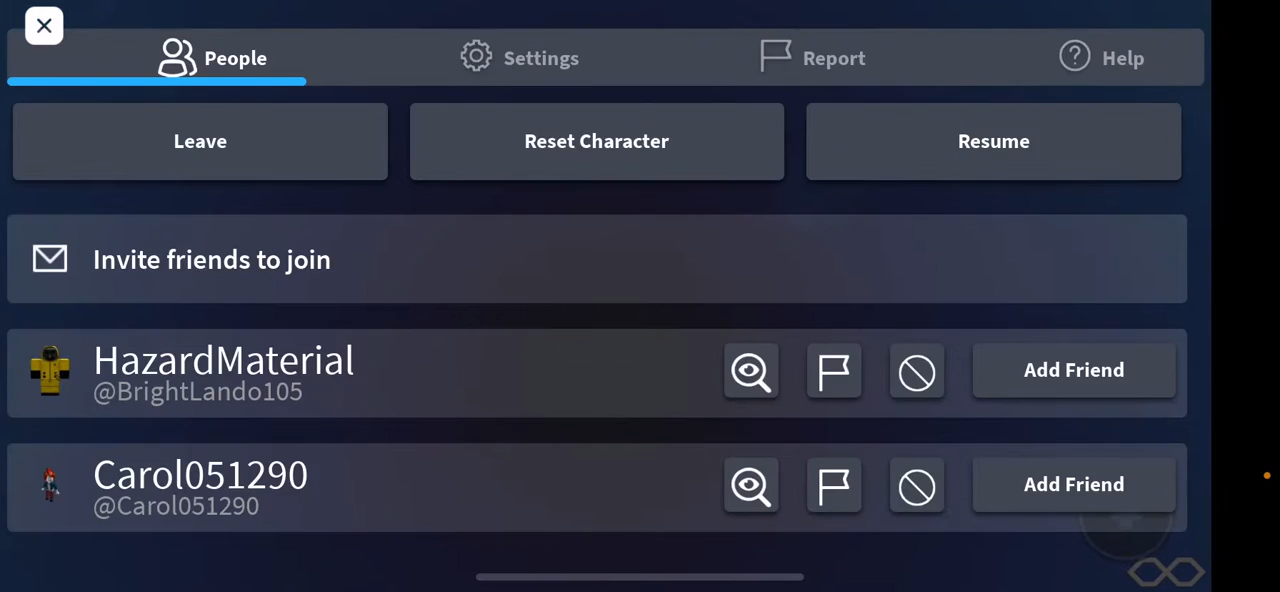 People
Settings
Report
Help
Leave
Reset Character
Resume
Invite friends to join
HazardMaterial
@BrightLando105
Add Friend
Carol051290
@Carol051290
Add Friend